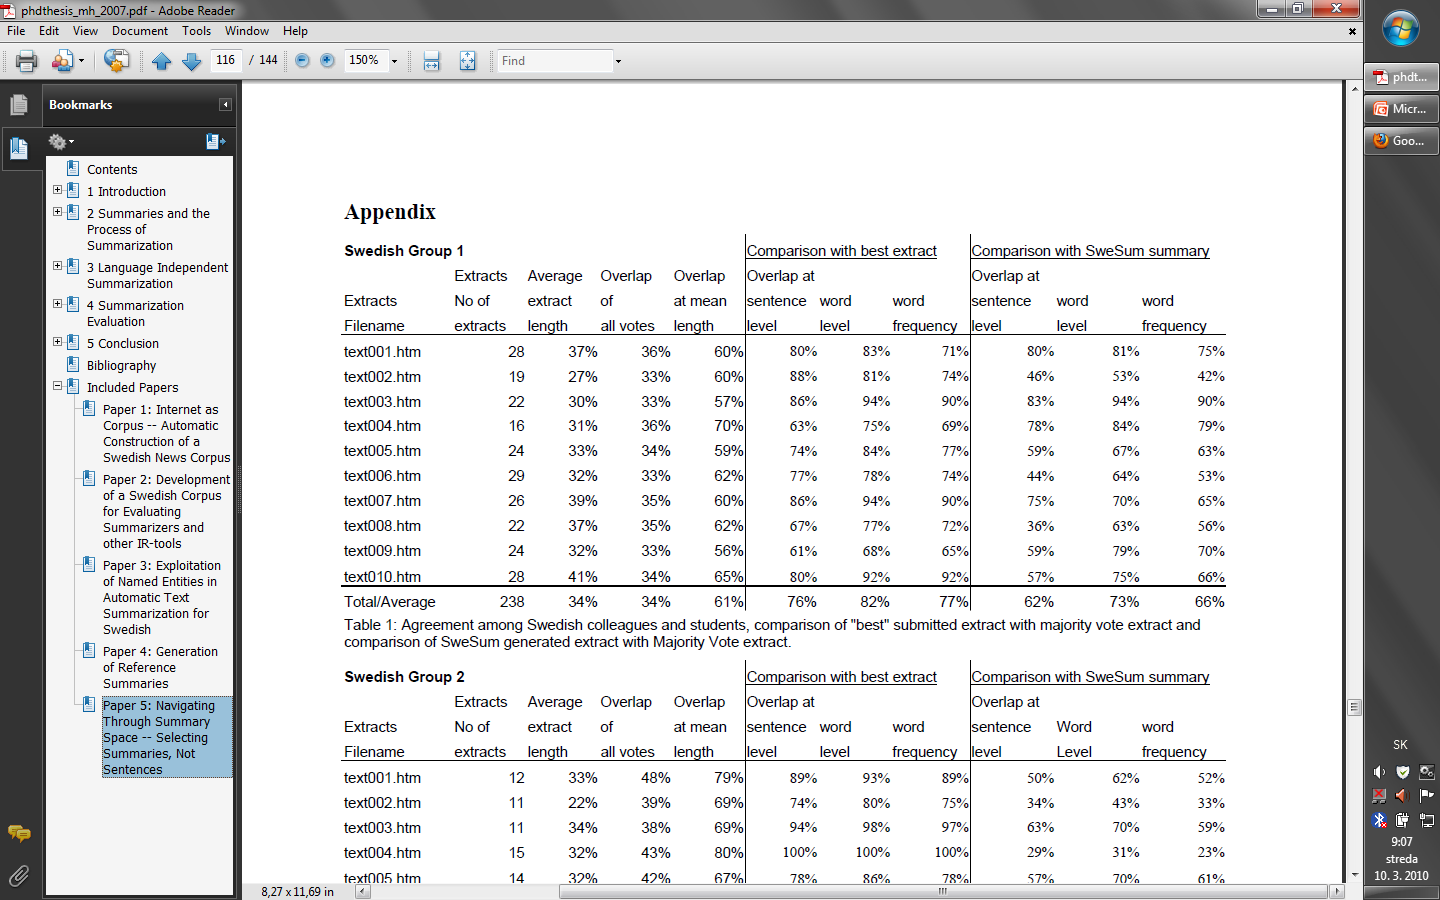 phdthesis_mh_2007.pdf - Adobe Reader
File Edit View Document Tools Window Help
116 / 144 150% Find
Bookmarks
Contents
1 Introduction
2 Summaries and the
Process of
Summarization
3 Language Independent
Summarization
4 Summarization
Evaluation
5 Conclusion
Bibliography
Included Papers
Paper 1: Internet as
Corpus -- Automatic
Construction of a
Swedish News Corpus
Paper 2: Development
of a Swedish Corpus
for Evaluating
Summarizers and
other IR-tools
Paper 3: Exploitation
of Named Entities in
Automatic Text
Summarization for
Swedish
Paper 4: Generation
of Reference
Summaries
Paper 5: Navigating
Through Summary
Space -- Selecting
Summaries, Not
Sentences
Appendix
Swedish Group 1 Comparison with best extract Comparison with SweSum summary
Extracts Average Overlap Overlap Overlap at Overlap at
Extracts No of extract of at mean sentence word word sentence word word
Filename extracts length all votes length level level frequency level level frequency
text001.htm 28 37% 36% 60% 80% 83% 71% 80% 81% 75%
text002.htm 19 27% 33% 60% 88% 81% 74% 46% 53% 42%
text003.htm 22 30% 33% 57% 86% 94% 90% 83% 94% 90%
text004.htm 16 31% 36% 70% 63% 75% 69% 78% 84% 79%
text005.htm 24 33% 34% 59% 74% 84% 77% 59% 67% 63%
text006.htm 29 32% 33% 62% 77% 78% 74% 44% 64% 53%
text007.htm 26 39% 35% 60% 86% 94% 90% 75% 70% 65%
text008.htm 22 37% 35% 62% 67% 77% 72% 36% 63% 56%
text009.htm 24 32% 33% 56% 61% 68% 65% 59% 79% 70%
text010.htm 28 41% 34% 65% 80% 92% 92% 57% 75% 66%
Total/Average 238 34% 34% 61% 76% 82% 77% 62% 73% 66%
Table 1: Agreement among Swedish colleagues and students, comparison of "best" submitted extract with majority vote extract and
comparison of SweSum generated extract with Majority Vote extract.
Swedish Group 2 Comparison with best extract Comparison with SweSum summary
Extracts Average Overlap Overlap Overlap at Overlap at
Extracts No of extract of at mean sentence word word sentence Word word
Filename extracts length all votes length level level frequency level Level frequency
text001.htm 12 33% 48% 79% 89% 93% 89% 50% 62% 52%
text002.htm 11 22% 39% 69% 74% 80% 75% 34% 43% 33%
text003.htm 11 34% 38% 69% 94% 98% 97% 63% 70% 59%
text004.htm 15 32% 43% 80% 100% 100% 100% 29% 31% 23%
text005.htm 14 32% 42% 67% 78% 86% 78% 57% 70% 61%
8,27 x 11,69 in
phdt...
Micr...
Goo...
SK
9:07
streda
10. 3. 2010